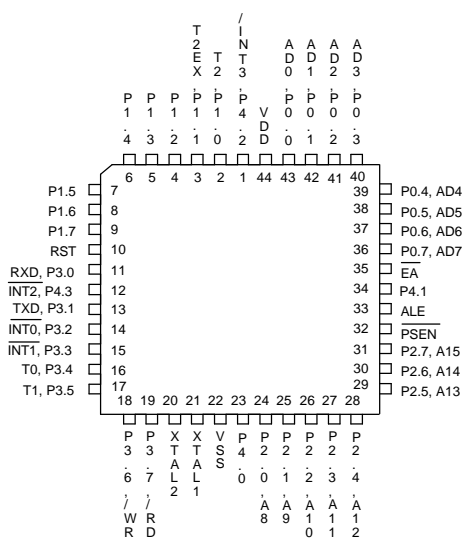 P1.4
P1.3
P1.2
T2EX, P1.1
T2, P1.0
/INT3, P4.2
VDD
AD0, P0.0
AD1, P0.1
AD2, P0.2
AD3, P0.3
6 5 4 3 2 1 44 43 42 41 40
P1.5 7
P1.6 8
P1.7 9
RST 10
RXD, P3.0 11
INT2, P4.3 12
TXD, P3.1 13
INT0, P3.2 14
INT1, P3.3 15
T0, P3.4 16
T1, P3.5 17
39 P0.4, AD4
38 P0.5, AD5
37 P0.6, AD6
36 P0.7, AD7
35 EA
34 P4.1
33 ALE
32 PSEN
31 P2.7, A15
30 P2.6, A14
29 P2.5, A13
18 19 20 21 22 23 24 25 26 27 28
P3.6, /WR
P3.7, /RD
XTAL2
XTAL1
VSS
P4.0
P2.0, A8
P2.1, A9
P2.2, A10
P2.3, A11
P2.4, A12